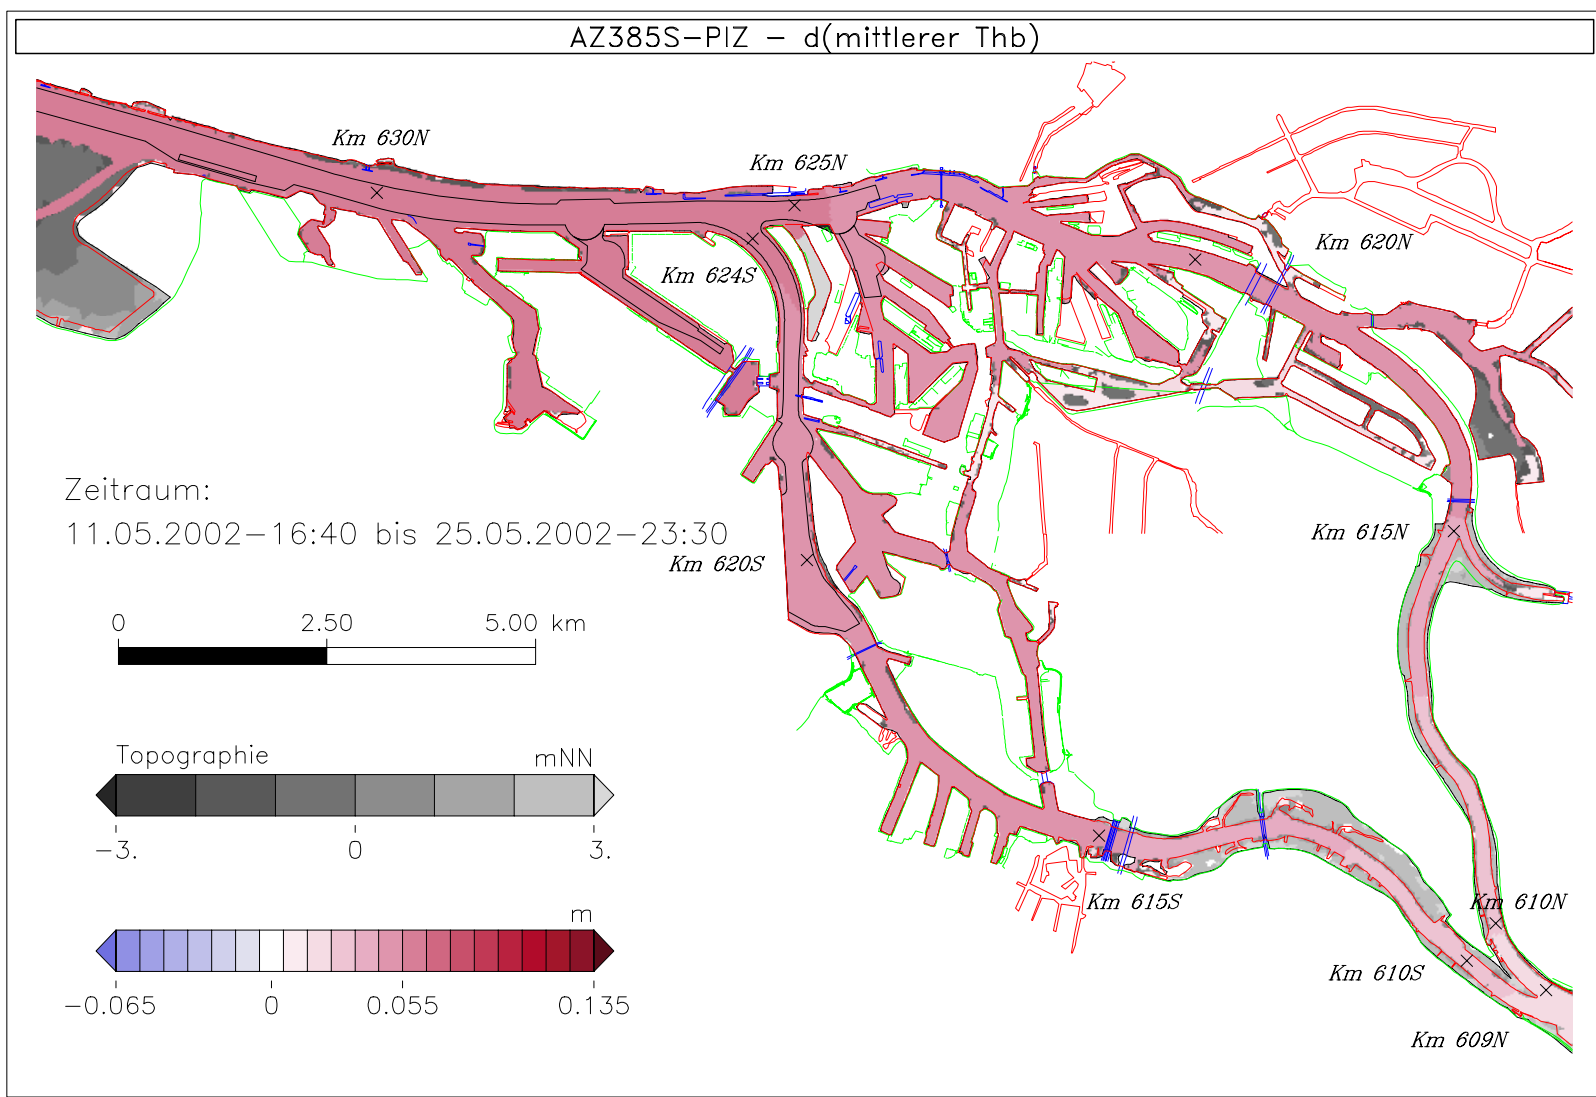 AZ385S-PIZ - d(mittlerer Thb)
Km 630N
Km 625N
Km 620N
Km 624S
Zeitraum:
11.05.2002-16:40 bis 25.05.2002-23:30
Km 615N
Km 620S
0 2.50 5.00 km
Topographie mNN
-3. 0 3.
Km 615S
Km 610N
m
Km 610S
-0.065 0 0.055 0.135
Km 609N